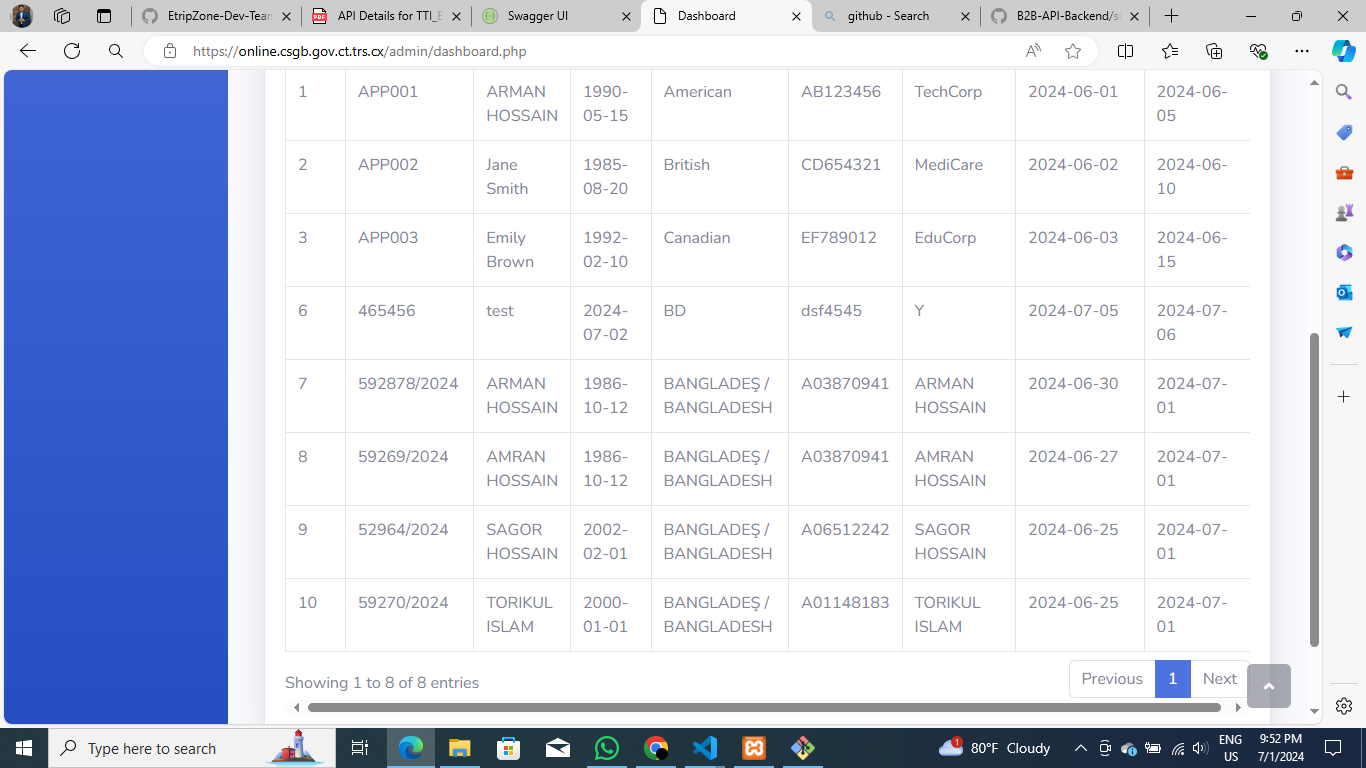 EtripZone-Dev-Tean
API Details for TTI_E
Swagger UI
Dashboard
github - Search
B2B-API-Backend/sr
https://online.csgb.gov.ct.trs.cx/admin/dashboard.php
1 APP001 ARMAN HOSSAIN 1990-05-15 American AB123456 TechCorp 2024-06-01 2024-06-05
2 APP002 Jane Smith 1985-08-20 British CD654321 MediCare 2024-06-02 2024-06-10
3 APP003 Emily Brown 1992-02-10 Canadian EF789012 EduCorp 2024-06-03 2024-06-15
6 465456 test 2024-07-02 BD dsf4545 Y 2024-07-05 2024-07-06
7 592878/2024 ARMAN HOSSAIN 1986-10-12 BANGLADEŞ / BANGLADESH A03870941 ARMAN HOSSAIN 2024-06-30 2024-07-01
8 59269/2024 AMRAN HOSSAIN 1986-10-12 BANGLADEŞ / BANGLADESH A03870941 AMRAN HOSSAIN 2024-06-27 2024-07-01
9 52964/2024 SAGOR HOSSAIN 2002-02-01 BANGLADEŞ / BANGLADESH A06512242 SAGOR HOSSAIN 2024-06-25 2024-07-01
10 59270/2024 TORIKUL ISLAM 2000-01-01 BANGLADEŞ / BANGLADESH A01148183 TORIKUL ISLAM 2024-06-25 2024-07-01
Showing 1 to 8 of 8 entries
Previous 1 Next
Type here to search
1
80°F Cloudy
ENG
US
9:52 PM
7/1/2024